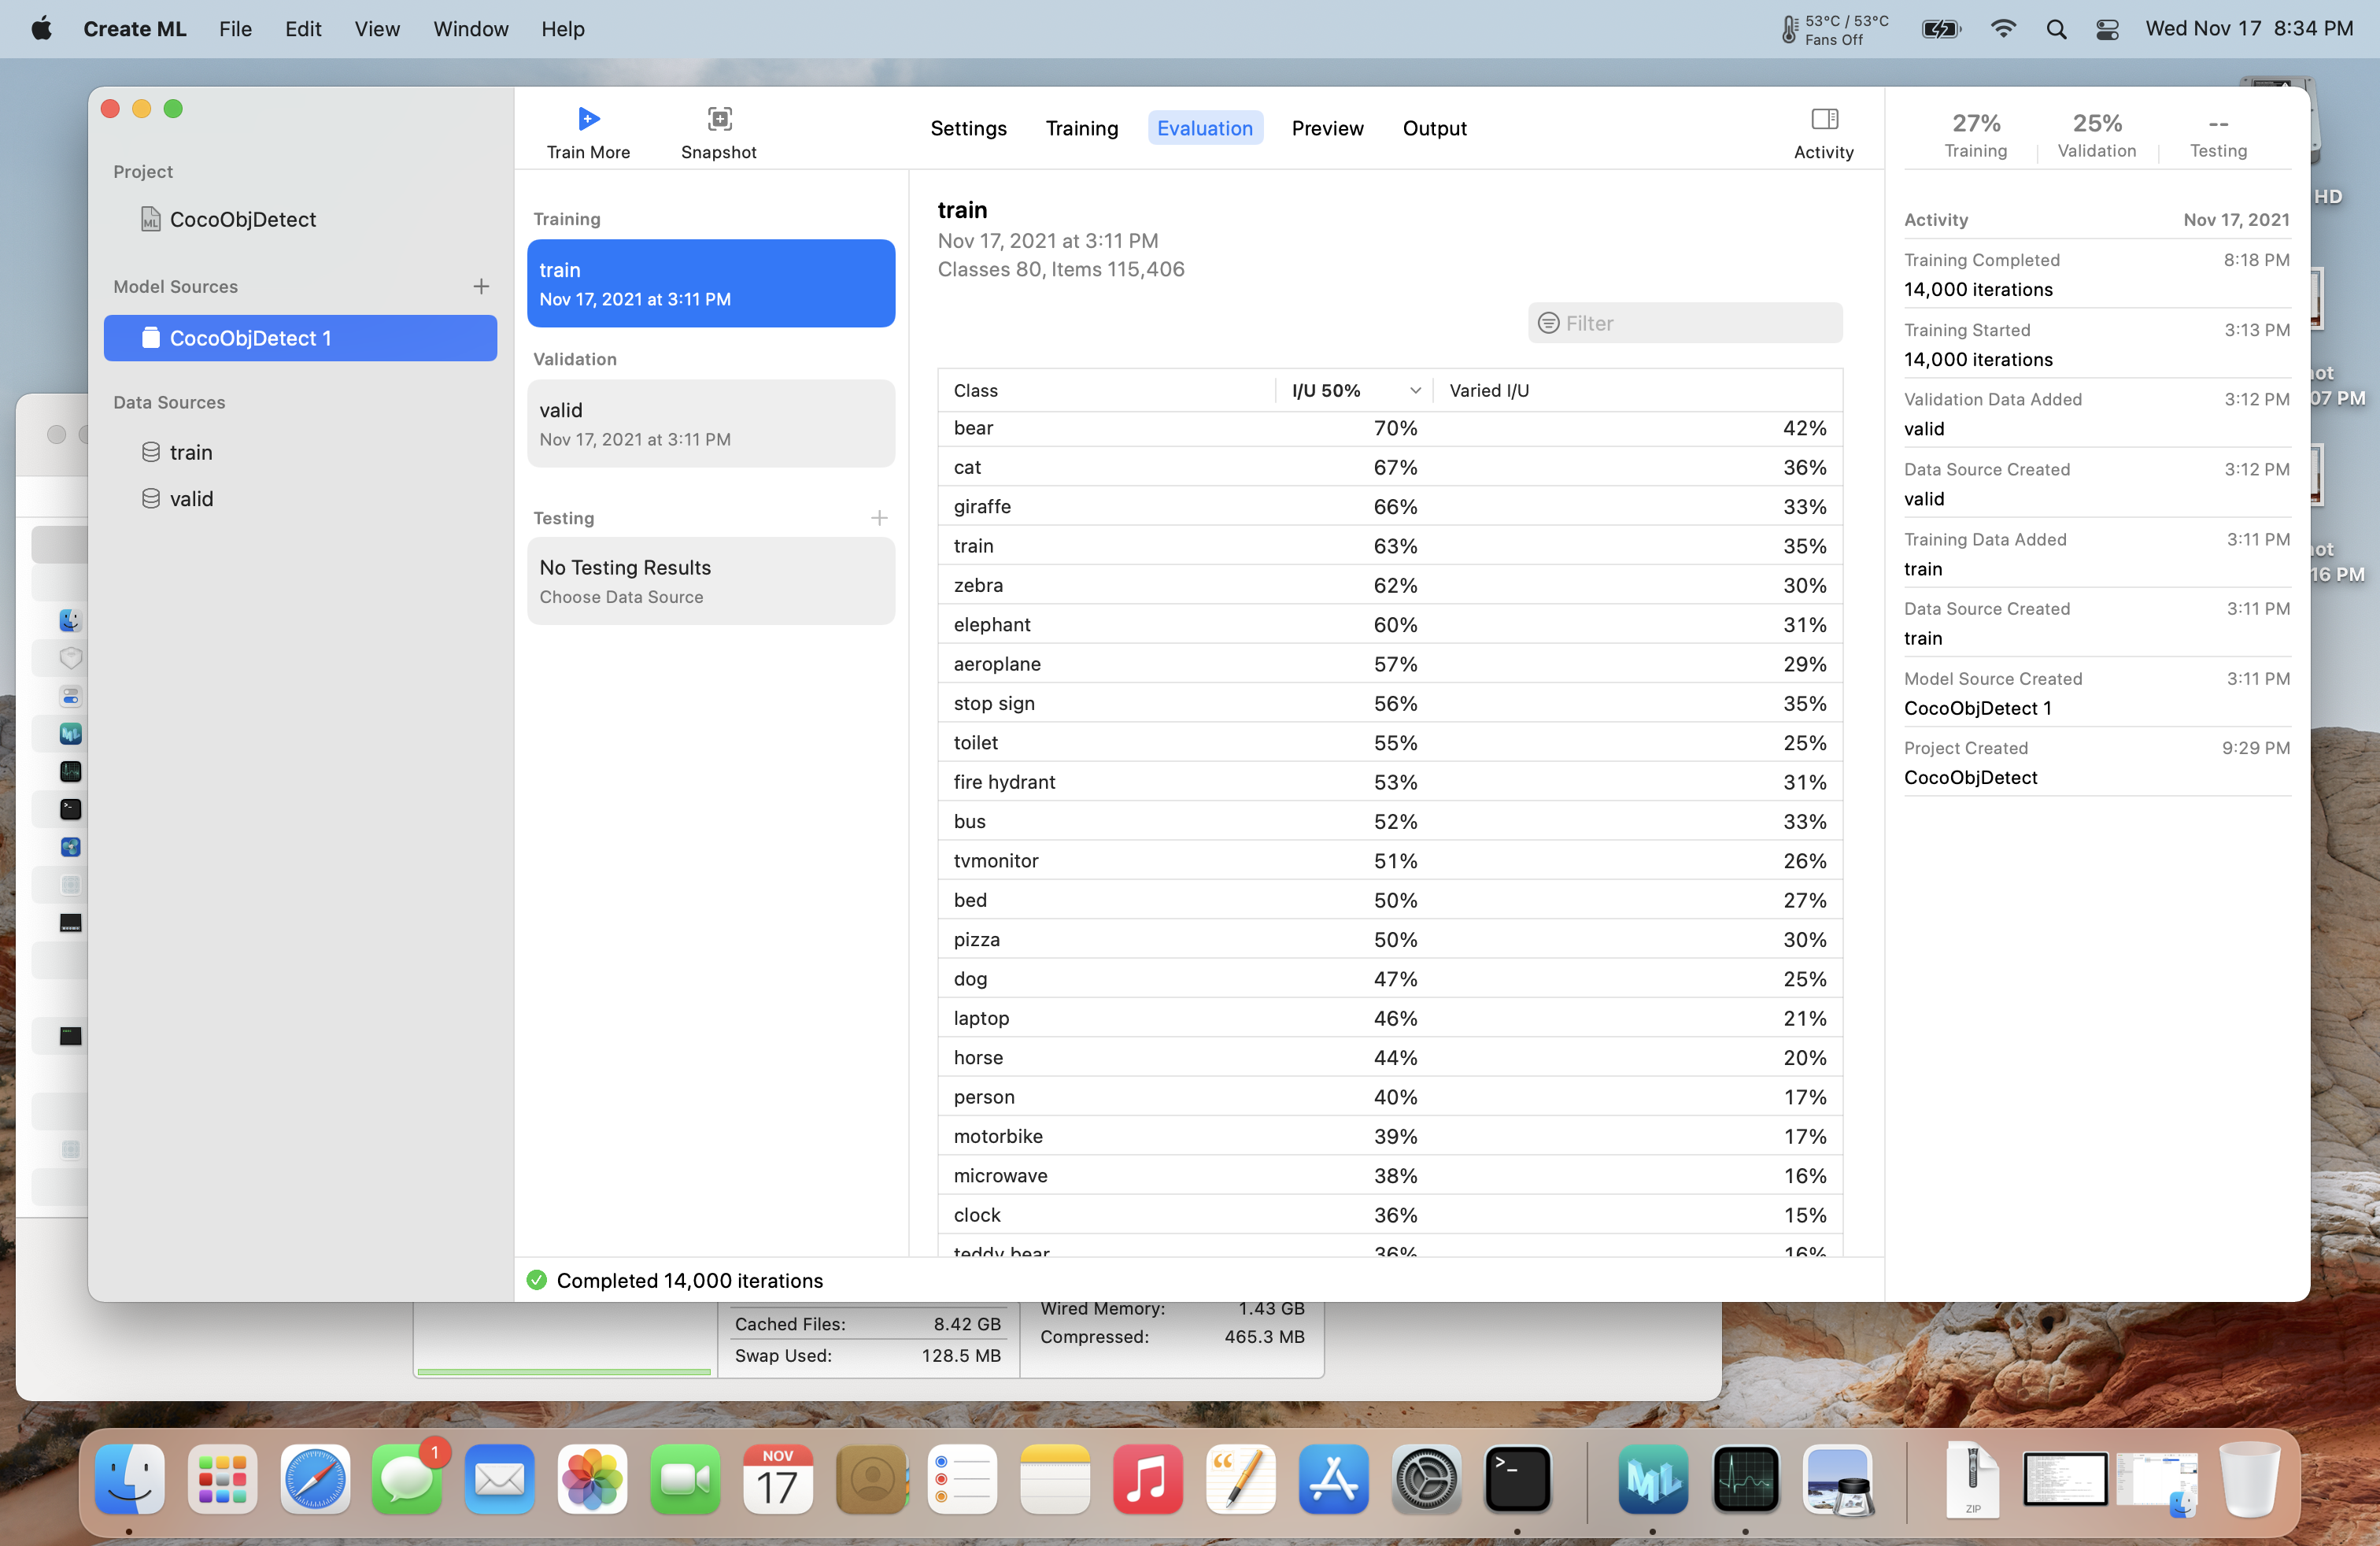 Create ML File Edit View Window Help 53°C / 53°C Fans Off Wed Nov 17 8:34 PM
Project
CocoObjDetect
Model Sources
CocoObjDetect 1
Data Sources
train
valid
Train More Snapshot Settings Training Evaluation Preview Output Activity
Training
train
Nov 17, 2021 at 3:11 PM
Validation
valid
Nov 17, 2021 at 3:11 PM
Testing
No Testing Results
Choose Data Source
train
Nov 17, 2021 at 3:11 PM
Classes 80, Items 115,406
Filter
Class I/U 50% Varied I/U
bear 70% 42%
cat 67% 36%
giraffe 66% 33%
train 63% 35%
zebra 62% 30%
elephant 60% 31%
aeroplane 57% 29%
stop sign 56% 35%
toilet 55% 25%
fire hydrant 53% 31%
bus 52% 33%
tvmonitor 51% 26%
bed 50% 27%
pizza 50% 30%
dog 47% 25%
laptop 46% 21%
horse 44% 20%
person 40% 17%
motorbike 39% 17%
microwave 38% 16%
clock 36% 15%
teddy bear 36% 16%
Completed 14,000 iterations
27% 25% --
Training Validation Testing
Activity Nov 17, 2021
Training Completed 8:18 PM
14,000 iterations
Training Started 3:13 PM
14,000 iterations
Validation Data Added 3:12 PM
valid
Data Source Created 3:12 PM
valid
Training Data Added 3:11 PM
train
Data Source Created 3:11 PM
train
Model Source Created 3:11 PM
CocoObjDetect 1
Project Created 9:29 PM
CocoObjDetect
HD
07 PM
16 PM
Cached Files: 8.42 GB
Swap Used: 128.5 MB
Wired Memory: 1.43 GB
Compressed: 465.3 MB
1
NOV
17
ZIP